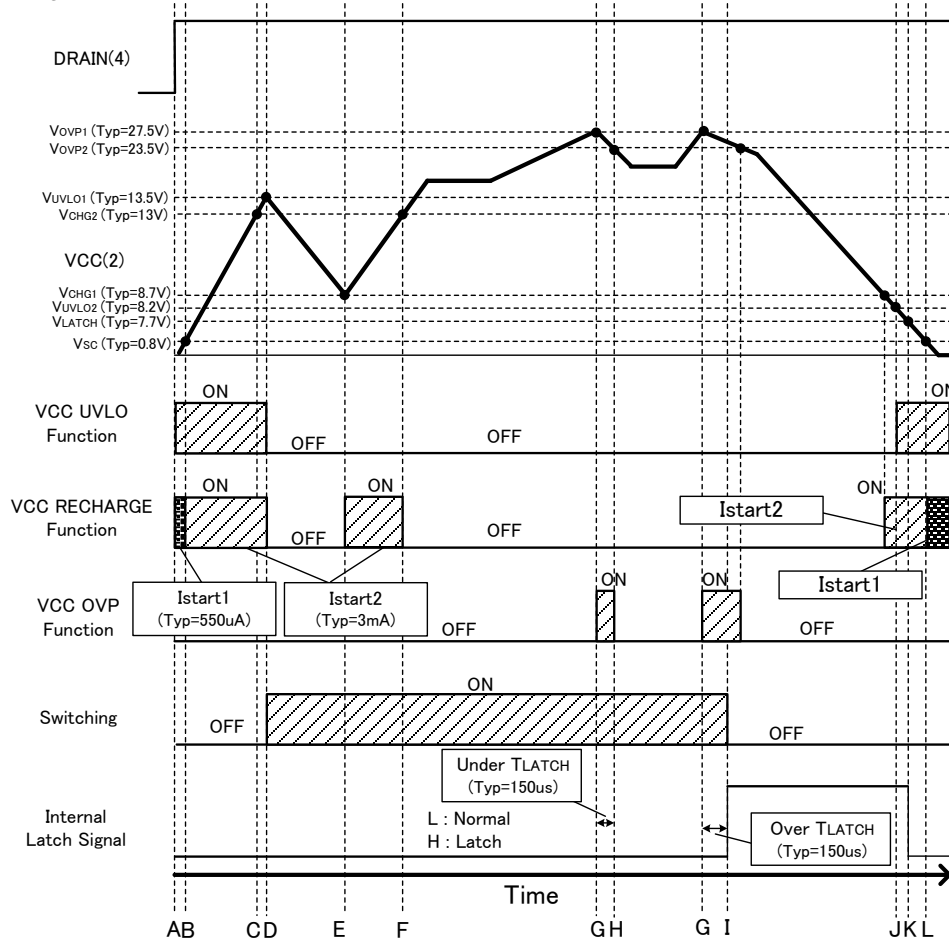 DRAIN(4)
VOVP1 (Typ=27.5V)
VOVP2 (Typ=23.5V)
VUVLO1 (Typ=13.5V)
VCHG2 (Typ=13V)
VCC(2)
VCHG1 (Typ=8.7V)
VUVLO2 (Typ=8.2V)
VLATCH (Typ=7.7V)
VSC (Typ=0.8V)
VCC UVLO
Function
ON
OFF
OFF
ON
VCC RECHARGE
Function
ON
OFF
ON
OFF
ON
Istart2
Istart1
Istart1
(Typ=550uA)
Istart2
(Typ=3mA)
VCC OVP
Function
OFF
ON
ON
OFF
Switching
OFF
ON
OFF
Under TLATCH
(Typ=150us)
Internal
Latch Signal
L : Normal
H : Latch
Over TLATCH
(Typ=150us)
Time
A B C D E F G H G I J K L